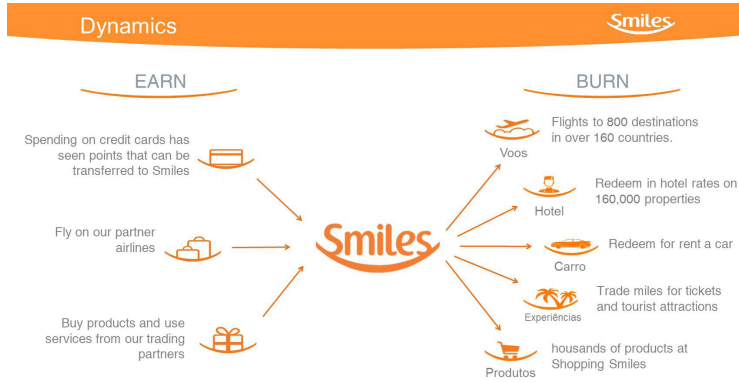 Dynamics
Smiles
EARN
Spending on credit cards has
seen points that can be
transferred to Smiles
Fly on our partner
airlines
Buy products and use
services from our trading
partners
Smiles
BURN
Voos
Flights to 800 destinations
in over 160 countries.
Hotel
Redeem in hotel rates on
160,000 properties
Carro
Redeem for rent a car
Experiências
Trade miles for tickets
and tourist attractions
Produtos
housands of products at
Shopping Smiles